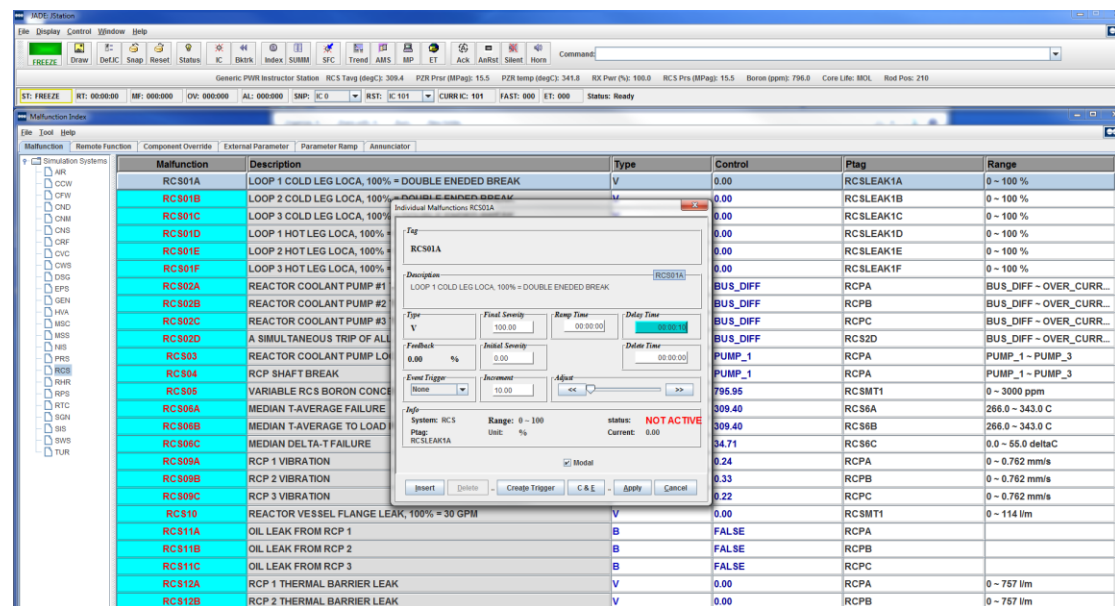 JADE: JStation
File Display Control Window Help
FREEZE Draw Def.IC Snap Reset Status IC Bktrk Index SUMM SFC Trend AMS MP ET Ack AnRst Silent Horn Command:
Generic PWR Instructor Station RCS Tavg (degC): 309.4 PZR Prsr (MPag): 15.5 PZR temp (degC): 341.8 RX Pwr (%): 100.0 RCS Prs (MPag): 15.5 Boron (ppm): 796.0 Core Life: MOL Rod Pos: 210
ST: FREEZE RT: 00:00:00 MF: 000:000 OV: 000:000 AL: 000:000 SNP: IC 0 RST: IC 101 CURR IC: 101 FAST: 000 ET: 000 Status: Ready
Malfunction Index
File Tool Help
Malfunction Remote Function Component Override External Parameter Parameter Ramp Annunciator
Simulation Systems
AIR
CCW
CFW
CND
CNM
CNS
CRF
CVC
CWS
DSG
EPS
GEN
HVA
MSC
MSS
NIS
PRS
RCS
RHR
RPS
RTC
SGN
SIS
SWS
TUR
Malfunction Description Type Control Ptag Range
RCS01A LOOP 1 COLD LEG LOCA, 100% = DOUBLE ENEDED BREAK V 0.00 RCSLEAK1A 0 ~ 100 %
RCS01B LOOP 2 COLD LEG LOCA, 100% = DOUBLE ENEDED BREAK V 0.00 RCSLEAK1B 0 ~ 100 %
RCS01C LOOP 3 COLD LEG LOCA, 100% 0.00 RCSLEAK1C 0 ~ 100 %
RCS01D LOOP 1 HOT LEG LOCA, 100% = 0.00 RCSLEAK1D 0 ~ 100 %
RCS01E LOOP 2 HOT LEG LOCA, 100% = 0.00 RCSLEAK1E 0 ~ 100 %
RCS01F LOOP 3 HOT LEG LOCA, 100% = 0.00 RCSLEAK1F 0 ~ 100 %
RCS02A REACTOR COOLANT PUMP #1 BUS_DIFF RCPA BUS_DIFF ~ OVER_CURR...
RCS02B REACTOR COOLANT PUMP #2 BUS_DIFF RCPB BUS_DIFF ~ OVER_CURR...
RCS02C REACTOR COOLANT PUMP #3 BUS_DIFF RCPC BUS_DIFF ~ OVER_CURR...
RCS02D A SIMULTANEOUS TRIP OF ALL BUS_DIFF RCS2D BUS_DIFF ~ OVER_CURR...
RCS03 REACTOR COOLANT PUMP LO PUMP_1 RCPA PUMP_1 ~ PUMP_3
RCS04 RCP SHAFT BREAK PUMP_1 RCPA PUMP_1 ~ PUMP_3
RCS05 VARIABLE RCS BORON CONCE 795.95 RCSMT1 0 ~ 3000 ppm
RCS06A MEDIAN T-AVERAGE FAILURE 309.40 RCS6A 266.0 ~ 343.0 C
RCS06B MEDIAN T-AVERAGE TO LOAD 309.40 RCS6B 266.0 ~ 343.0 C
RCS06C MEDIAN DELTA-T FAILURE 34.71 RCS6C 0.0 ~ 55.0 deltaC
RCS09A RCP 1 VIBRATION 0.24 RCPA 0 ~ 0.762 mm/s
RCS09B RCP 2 VIBRATION 0.33 RCPB 0 ~ 0.762 mm/s
RCS09C RCP 3 VIBRATION 0.22 RCPC 0 ~ 0.762 mm/s
RCS10 REACTOR VESSEL FLANGE LEAK, 100% = 30 GPM V 0.00 RCSMT1 0 ~ 114 l/m
RCS11A OIL LEAK FROM RCP 1 B FALSE RCPA
RCS11B OIL LEAK FROM RCP 2 B FALSE RCPB
RCS11C OIL LEAK FROM RCP 3 B FALSE RCPC
RCS12A RCP 1 THERMAL BARRIER LEAK V 0.00 RCPA 0 ~ 757 l/m
RCS12B RCP 2 THERMAL BARRIER LEAK V 0.00 RCPB 0 ~ 757 l/m
Individual Malfunctions RCS01A
Tag
RCS01A
Description RCS01A
LOOP 1 COLD LEG LOCA, 100% = DOUBLE ENEDED BREAK
Type Final Severity Ramp Time Delay Time
V 100.00 00:00:00 00:00:10
Feedback Initial Severity Delete Time
0.00 % 0.00 00:00:00
Event Trigger Increment Adjust
None 10.00 << >>
Info
System: RCS Range: 0 ~ 100 status: NOT ACTIVE
Ptag: Unit: % Current: 0.00
RCSLEAK1A
Modal
Insert Delete Create Trigger C & E Apply Cancel